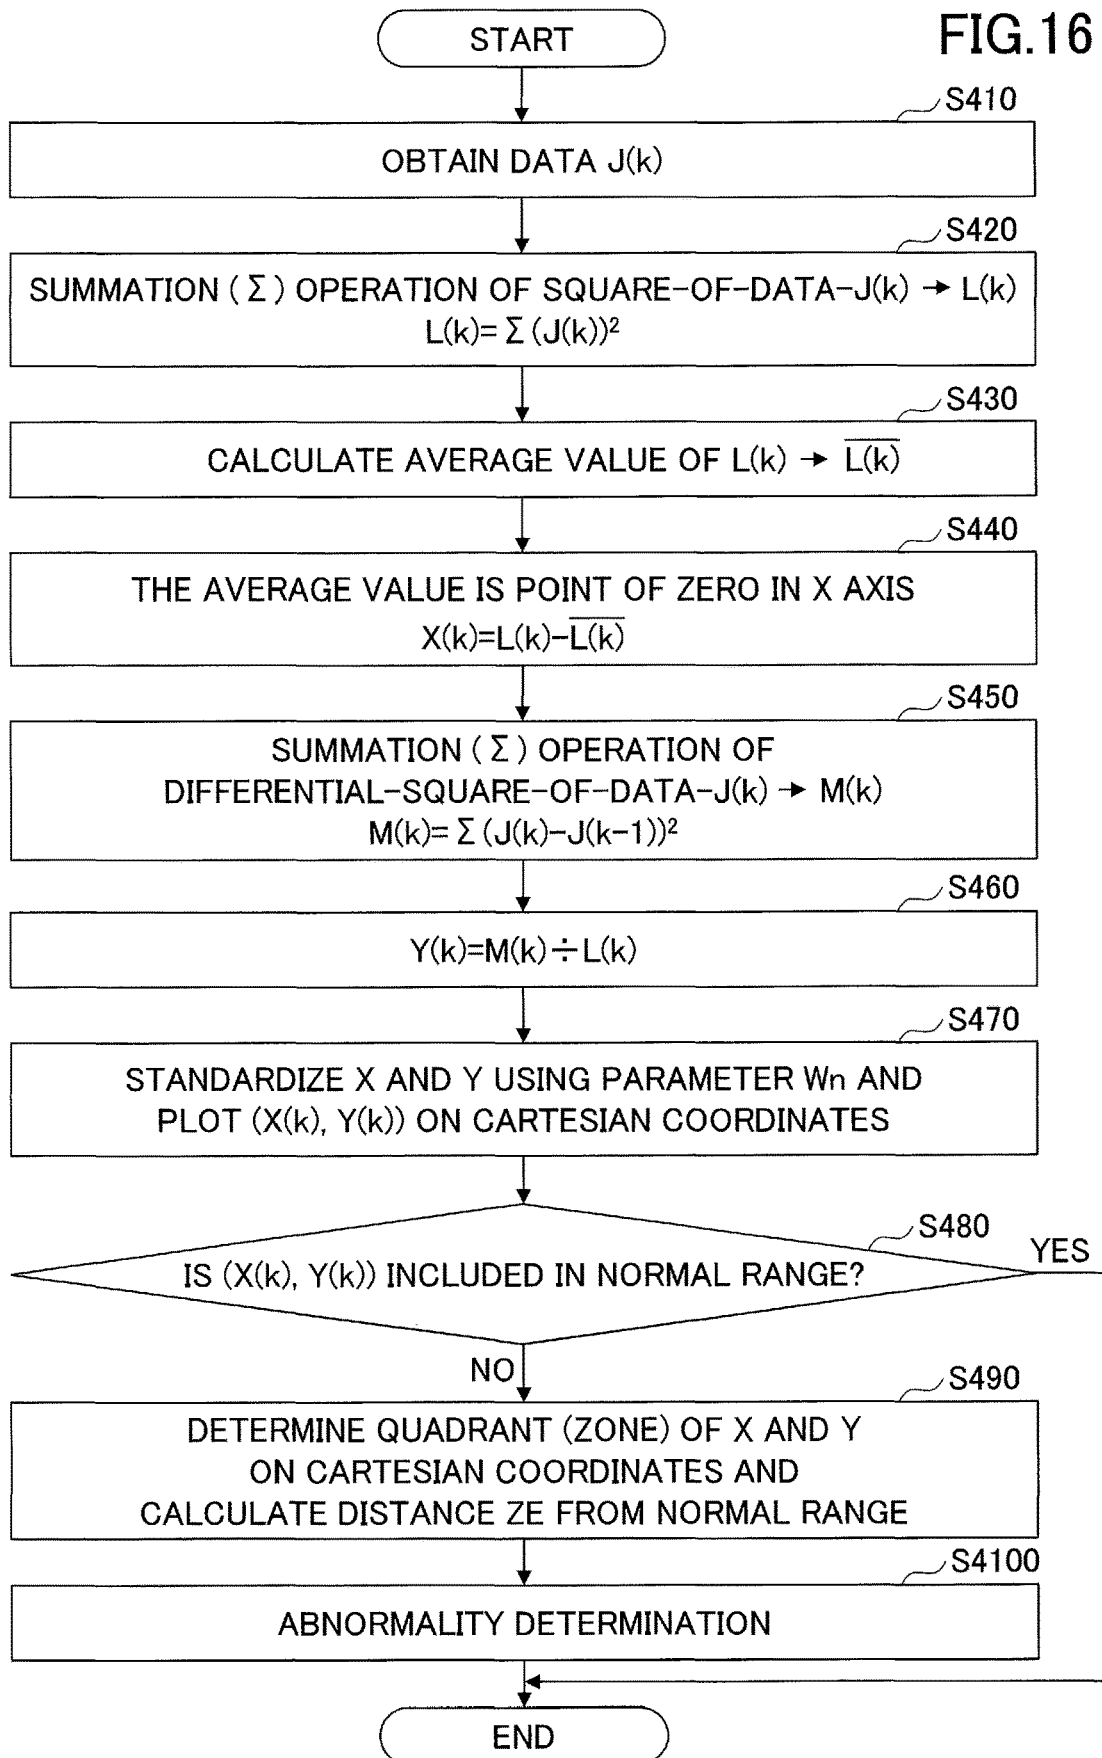 FIG.16
START
S410
OBTAIN DATA J(k)
S420
SUMMATION (Σ) OPERATION OF SQUARE-OF-DATA-J(k) → L(k)
L(k)=Σ(J(k))²
S430
CALCULATE AVERAGE VALUE OF L(k) → L̅(̅k̅)̅
S440
THE AVERAGE VALUE IS POINT OF ZERO IN X AXIS
X(k)=L(k)-L̅(̅k̅)̅
S450
SUMMATION (Σ) OPERATION OF
DIFFERENTIAL-SQUARE-OF-DATA-J(k) → M(k)
M(k)=Σ(J(k)-J(k-1))²
S460
Y(k)=M(k)÷L(k)
S470
STANDARDIZE X AND Y USING PARAMETER Wn AND
PLOT (X(k), Y(k)) ON CARTESIAN COORDINATES
S480
IS (X(k), Y(k)) INCLUDED IN NORMAL RANGE?
YES
NO
S490
DETERMINE QUADRANT (ZONE) OF X AND Y
ON CARTESIAN COORDINATES AND
CALCULATE DISTANCE ZE FROM NORMAL RANGE
S4100
ABNORMALITY DETERMINATION
END